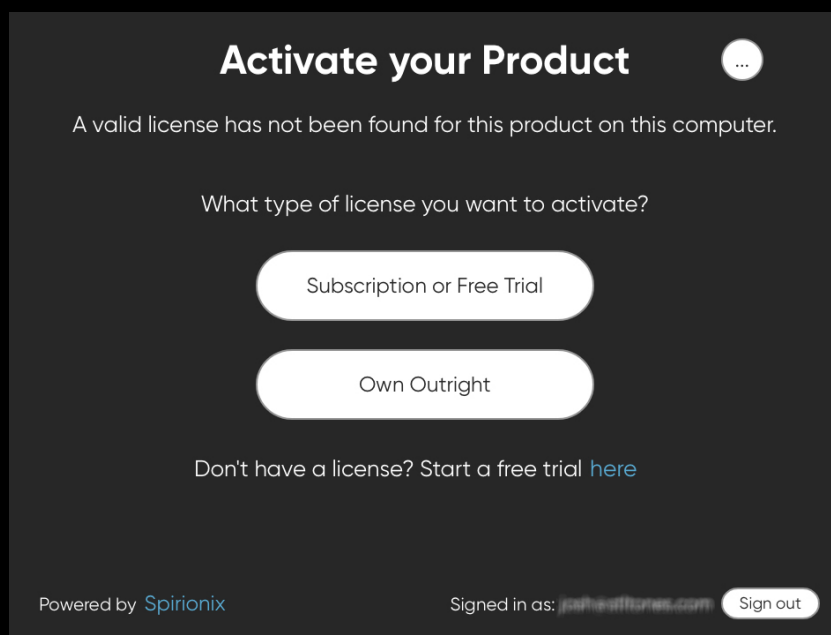 Activate your Product
...
A valid license has not been found for this product on this computer.
What type of license you want to activate?
Subscription or Free Trial
Own Outright
Don't have a license? Start a free trial here
Powered by Spirionix
Signed in as:
Sign out